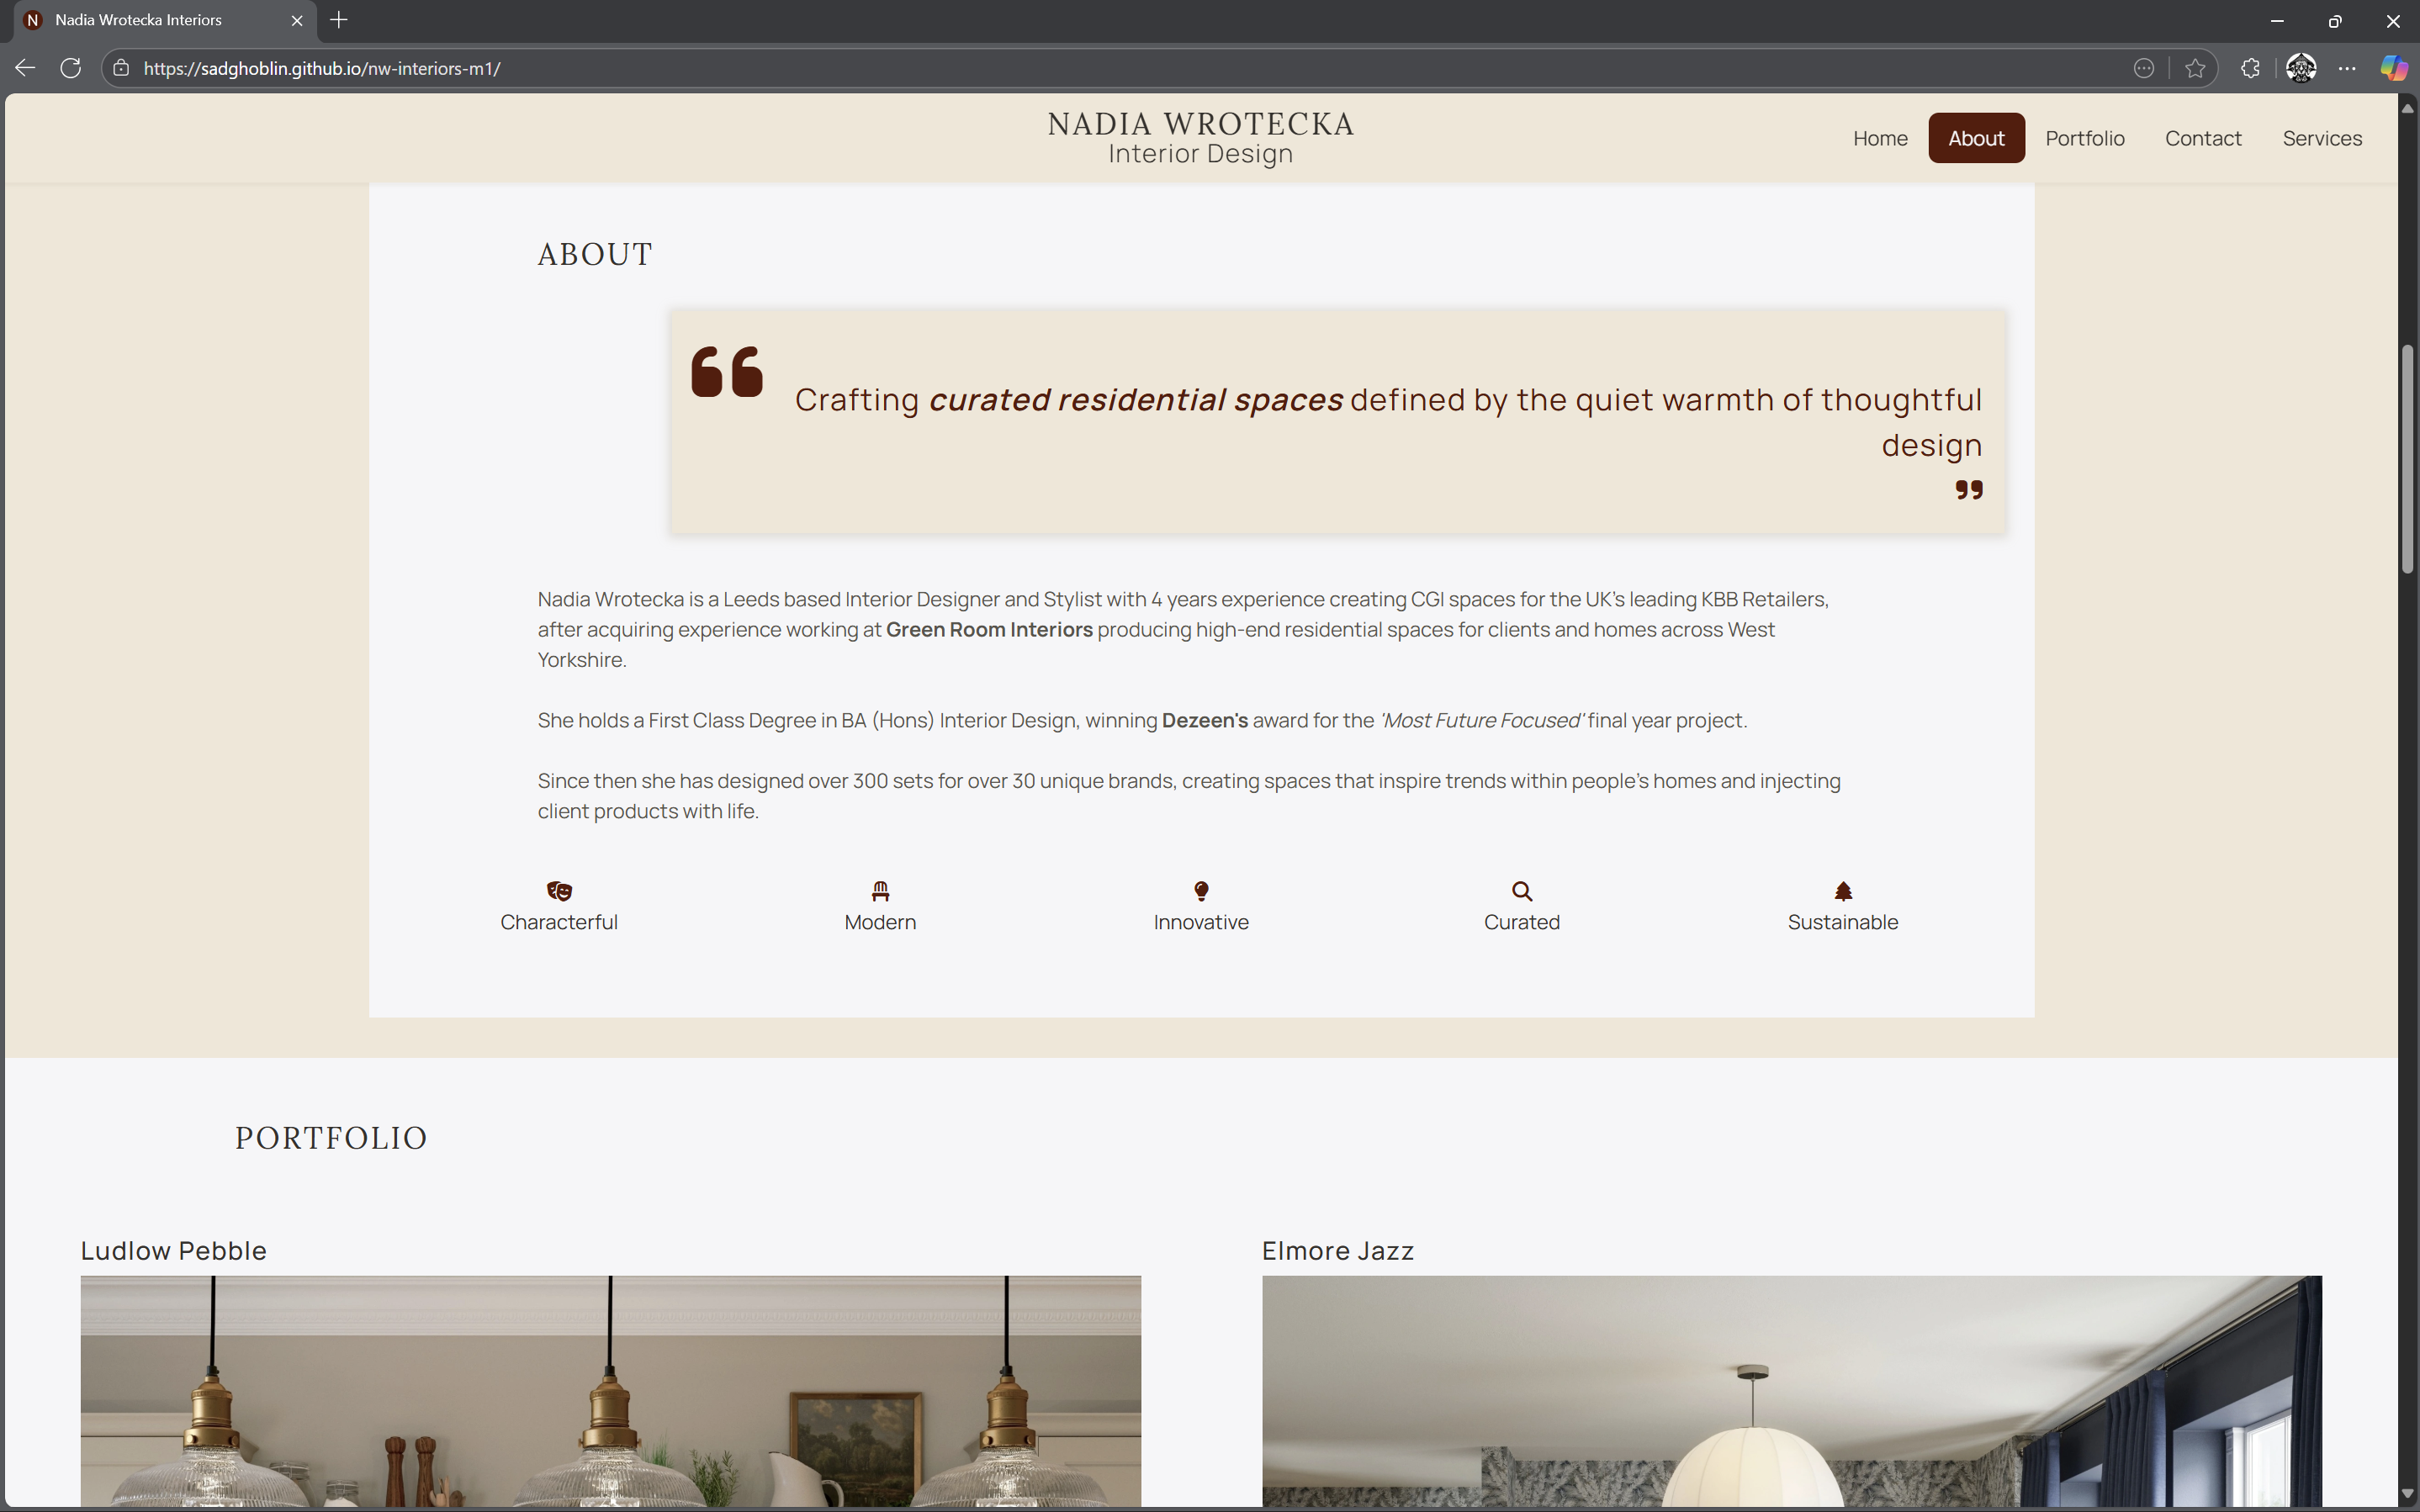 Nadia Wrotecka Interiors
https://sadghoblin.github.io/nw-interiors-m1/
NADIA WROTECKA
Interior Design
Home
About
Portfolio
Contact
Services
ABOUT
Crafting curated residential spaces defined by the quiet warmth of thoughtful
design
Nadia Wrotecka is a Leeds based Interior Designer and Stylist with 4 years experience creating CGI spaces for the UK's leading KBB Retailers,
after acquiring experience working at Green Room Interiors producing high-end residential spaces for clients and homes across West
Yorkshire.
She holds a First Class Degree in BA (Hons) Interior Design, winning Dezeen's award for the 'Most Future Focused' final year project.
Since then she has designed over 300 sets for over 30 unique brands, creating spaces that inspire trends within people's homes and injecting
client products with life.
Characterful
Modern
Innovative
Curated
Sustainable
PORTFOLIO
Ludlow Pebble
Elmore Jazz